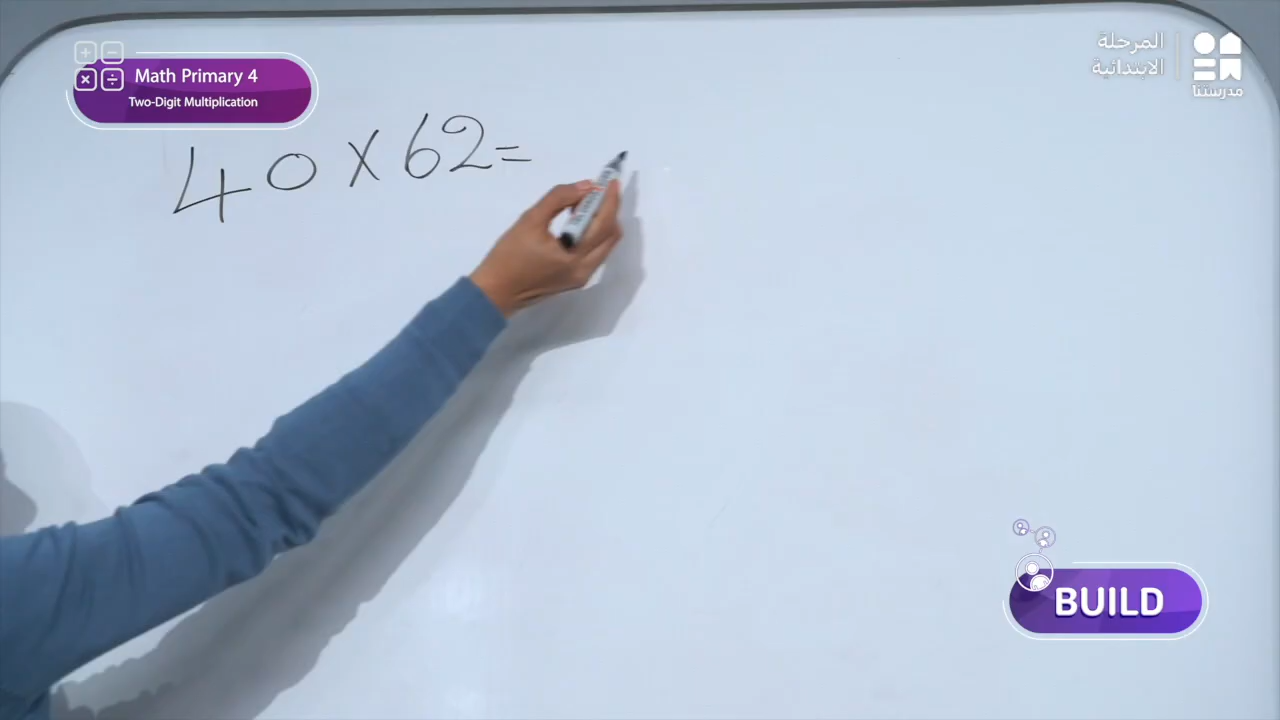 Math Primary 4
Two-Digit Multiplication
المرحلة
الابتدائية
مدرستنا
40 x 62 =
BUILD